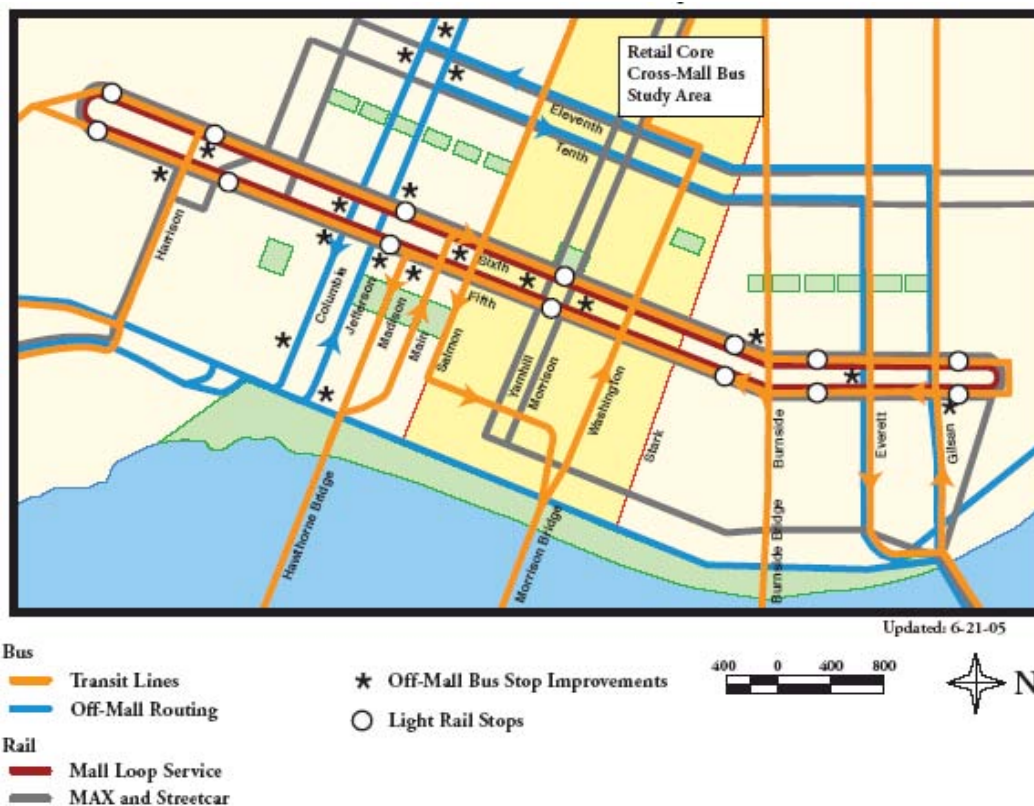 Retail Core
Cross-Mall Bus
Study Area
Eleventh
Tenth
Harrison
Columbia
Jefferson
Madison
Main
Salmon
Sixth
Fifth
Yamhill
Morrison
Washington
Stark
Burnside
Everett
Glisan
Hawthorne Bridge
Morrison Bridge
Burnside Bridge
Updated: 6-21-05
Bus
Transit Lines
Off-Mall Routing
Rail
Mall Loop Service
MAX and Streetcar
Off-Mall Bus Stop Improvements
Light Rail Stops
400 0 400 800
N